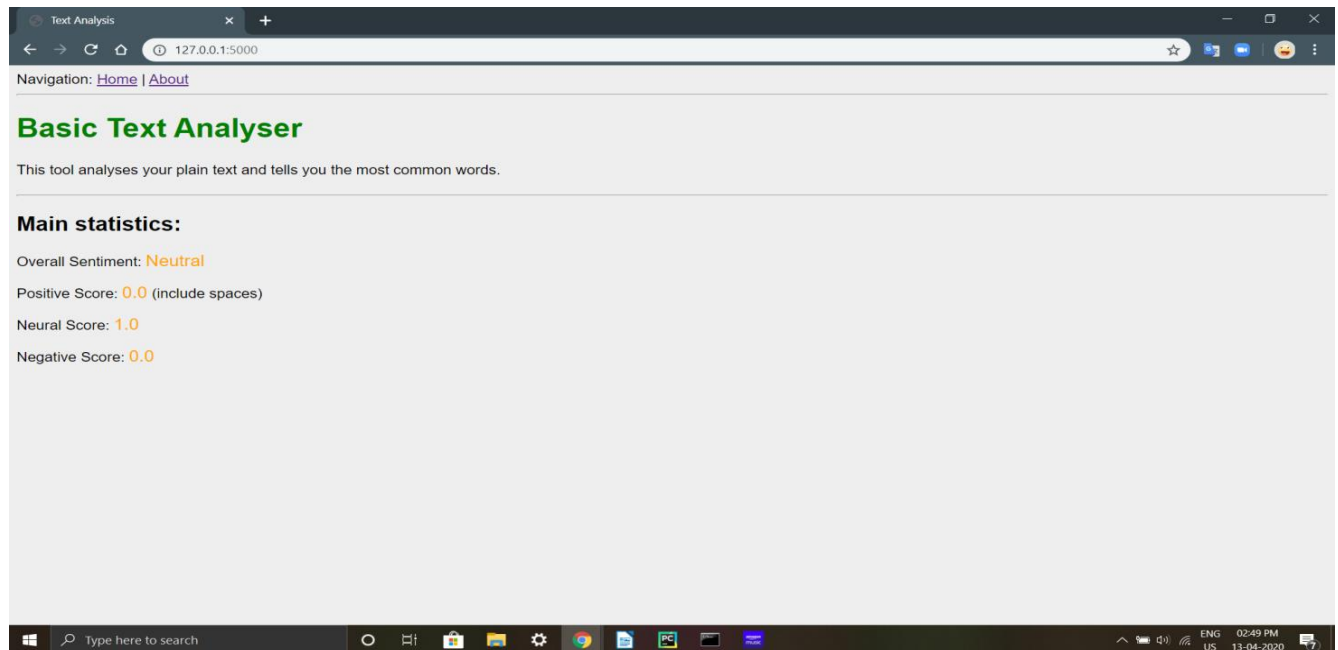 Text Analysis
127.0.0.1:5000
Navigation: Home | About
Basic Text Analyser
This tool analyses your plain text and tells you the most common words.
Main statistics:
Overall Sentiment: Neutral
Positive Score: 0.0 (include spaces)
Neural Score: 1.0
Negative Score: 0.0
Type here to search
PC
music
ENG 02:49 PM
US 13-04-2020
7